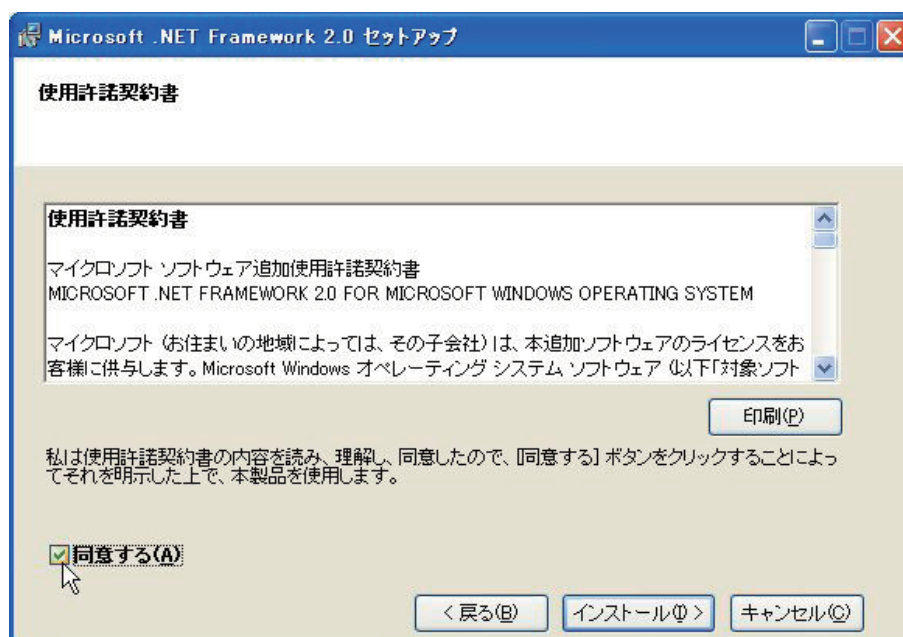 Microsoft .NET Framework 2.0 セットアップ
使用許諾契約書
使用許諾契約書
マイクロソフト ソフトウェア追加使用許諾契約書
MICROSOFT .NET FRAMEWORK 2.0 FOR MICROSOFT WINDOWS OPERATING SYSTEM
マイクロソフト (お住まいの地域によっては、その子会社) は、本追加ソフトウェアのライセンスをお
客様に供与します。Microsoft Windows オペレーティング システム ソフトウェア (以下「対象ソフト
印刷(P)
私は使用許諾契約書の内容を読み、理解し、同意したので、[同意する] ボタンをクリックすることによっ
てそれを明示した上で、本製品を使用します。
同意する(A)
< 戻る(B) インストール(I) > キャンセル(C)